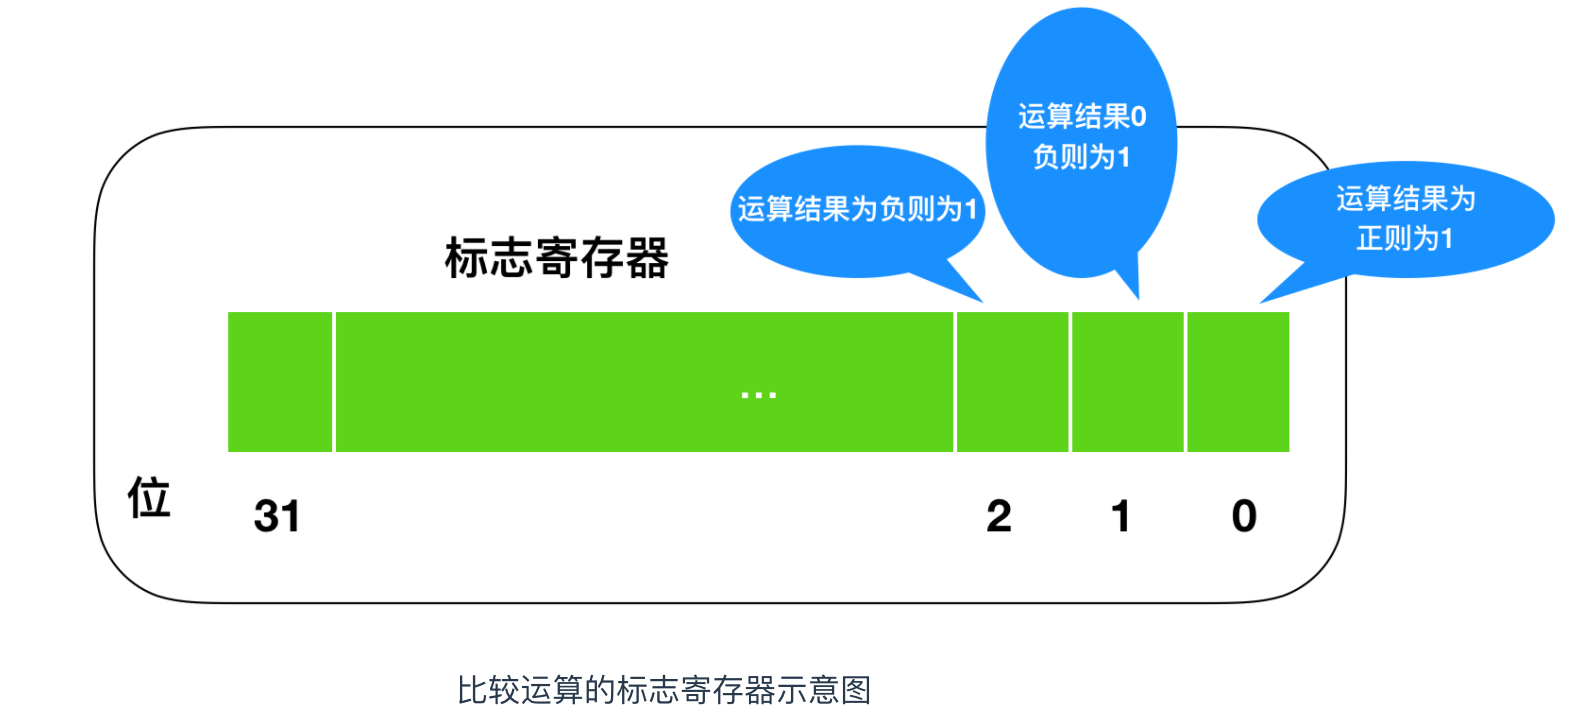 运算结果0
负则为1
运算结果为负则为1
运算结果为
正则为1
标志寄存器
...
位
31
2
1
0
比较运算的标志寄存器示意图